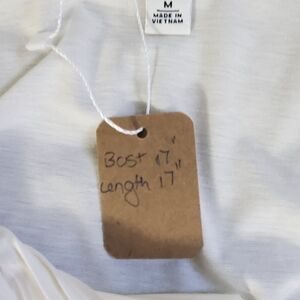 M
MADE IN
VIETNAM
Bust 17"
Length 17"